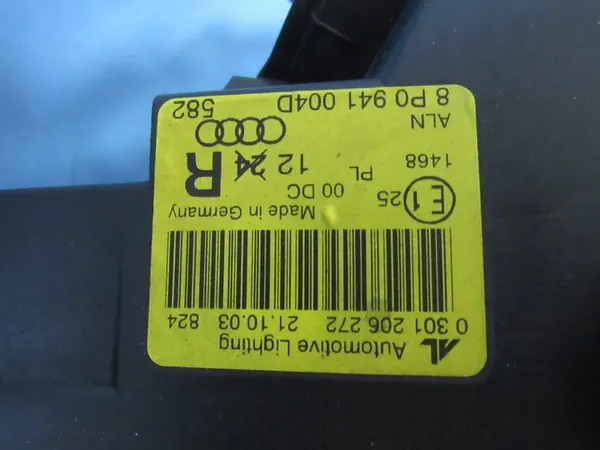 AL Automotive Lighting
0 301 206 272 21.10.03 824
Made in Germany
E1 25 00 DC
PL
1468 12 24 R
ALN
8 P0 941 004D 582